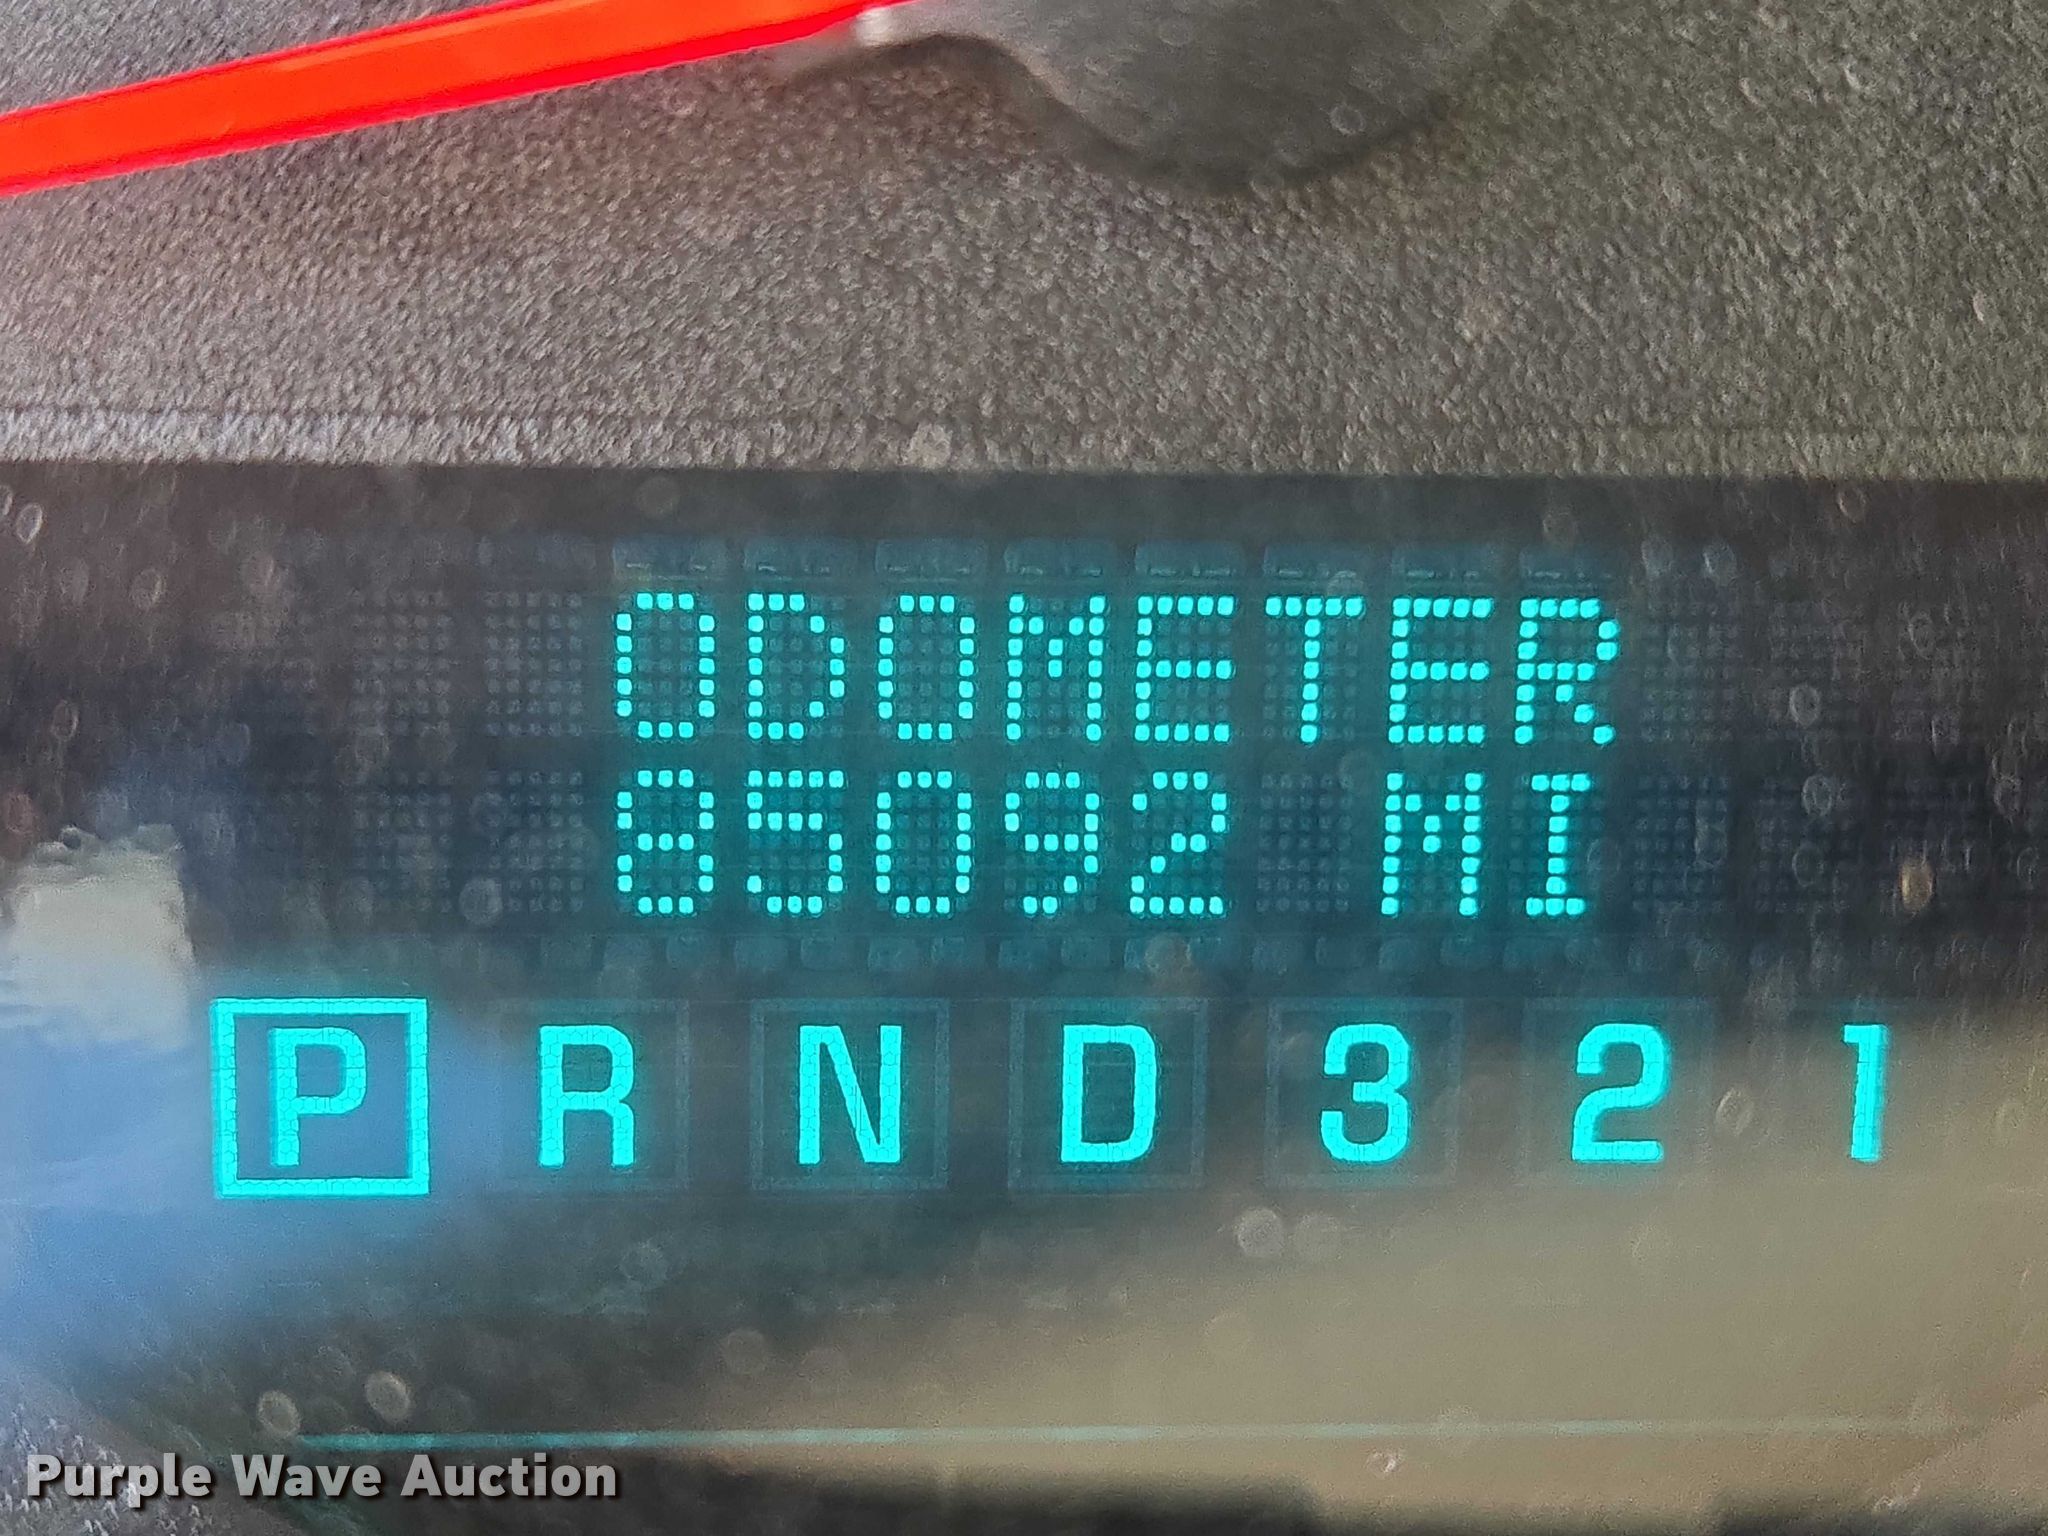 ODOMETER
85092 MI
P R N D 3 2 1
Purple Wave Auction